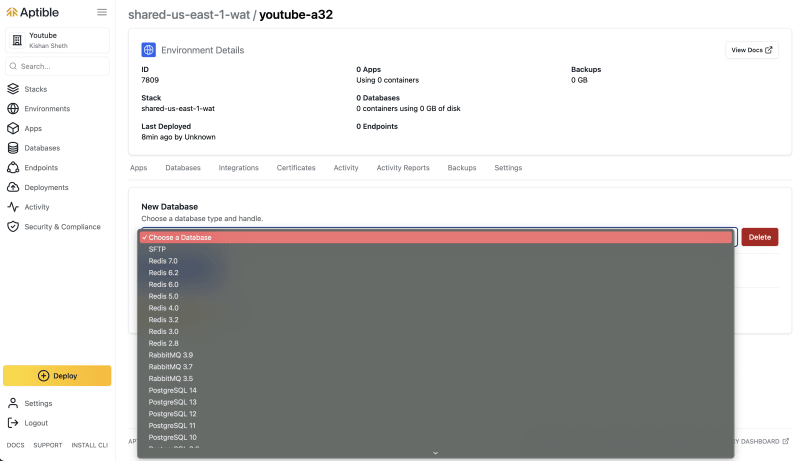 Aptible
shared-us-east-1-wat / youtube-a32
Youtube
Kishan Sheth
Search...
Stacks
Environments
Apps
Databases
Endpoints
Deployments
Activity
Security & Compliance
Deploy
Settings
Logout
DOCS SUPPORT INSTALL CLI
Environment Details
View Docs
ID
7809
0 Apps
Using 0 containers
Backups
0 GB
Stack
shared-us-east-1-wat
0 Databases
0 containers using 0 GB of disk
Last Deployed
8min ago by Unknown
0 Endpoints
Apps Databases Integrations Certificates Activity Activity Reports Backups Settings
New Database
Choose a database type and handle.
✓ Choose a Database
Delete
SFTP
Redis 7.0
Redis 6.2
Redis 6.0
Redis 5.0
Redis 4.0
Redis 3.2
Redis 3.0
Redis 2.8
RabbitMQ 3.9
RabbitMQ 3.7
RabbitMQ 3.5
PostgreSQL 14
PostgreSQL 13
PostgreSQL 12
PostgreSQL 11
PostgreSQL 10
DASHBOARD